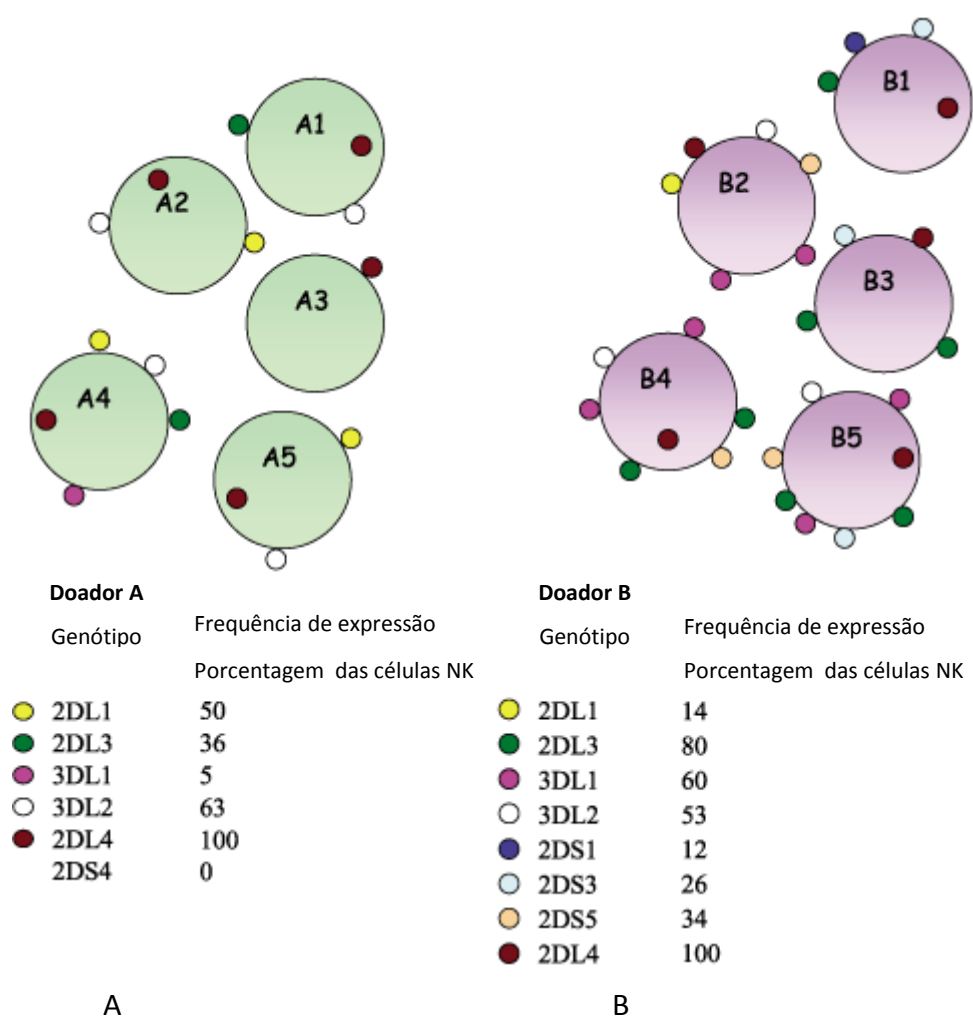 A1
A2
A3
A4
A5
Doador A
Genótipo Frequência de expressão
Porcentagem das células NK
2DL1 50
2DL3 36
3DL1 5
3DL2 63
2DL4 100
2DS4 0
A
B1
B2
B3
B4
B5
Doador B
Genótipo Frequência de expressão
Porcentagem das células NK
2DL1 14
2DL3 80
3DL1 60
3DL2 53
2DS1 12
2DS3 26
2DS5 34
2DL4 100
B